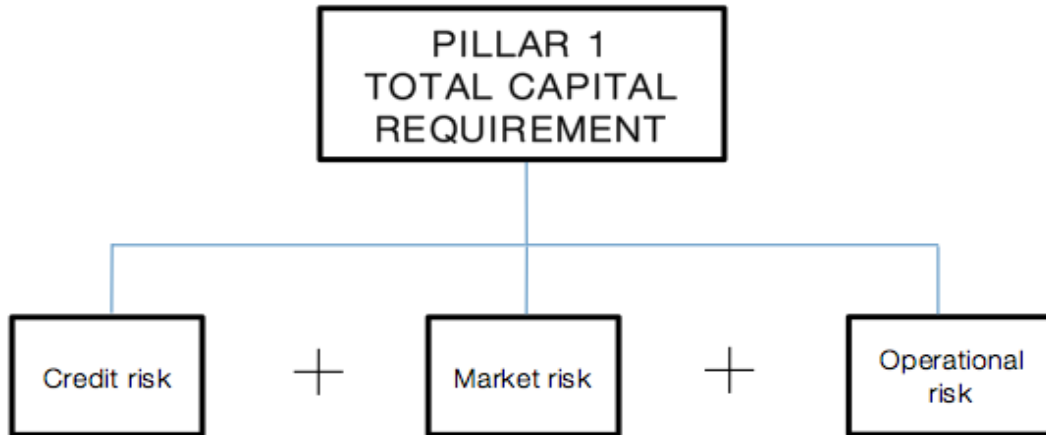 PILLAR 1
TOTAL CAPITAL
REQUIREMENT
Credit risk
+
Market risk
+
Operational
risk